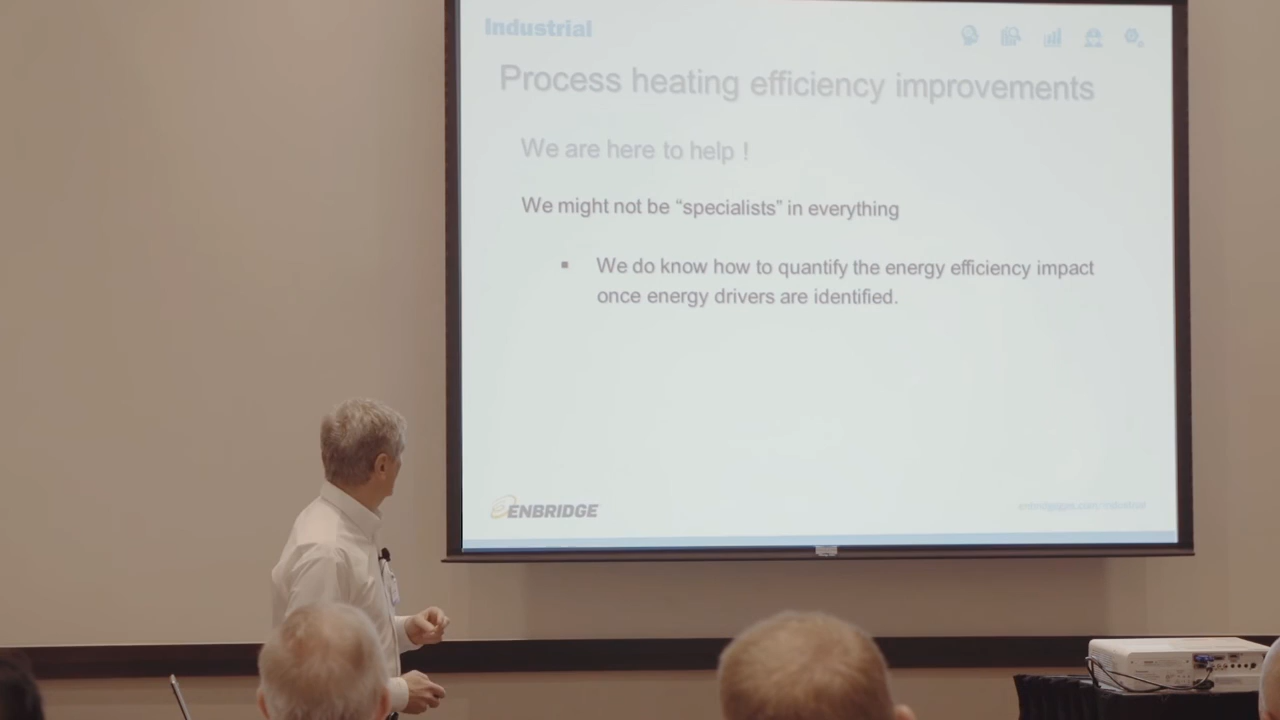 Industrial
Process heating efficiency improvements
We are here to help !
We might not be “specialists” in everything
▪ We do know how to quantify the energy efficiency impact
once energy drivers are identified.
ENBRIDGE